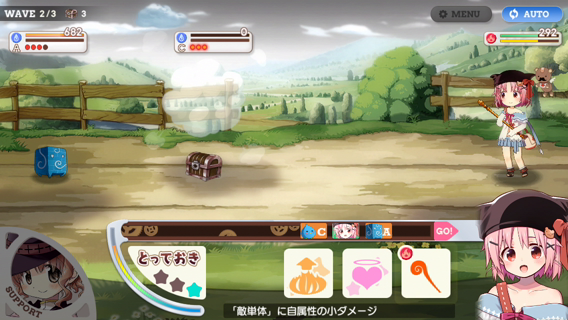 WAVE 2/3 3
MENU
AUTO
682
A
0
C
292
C
A
GO!
とっておき
SUPPORT
「敵単体」に自属性の小ダメージ